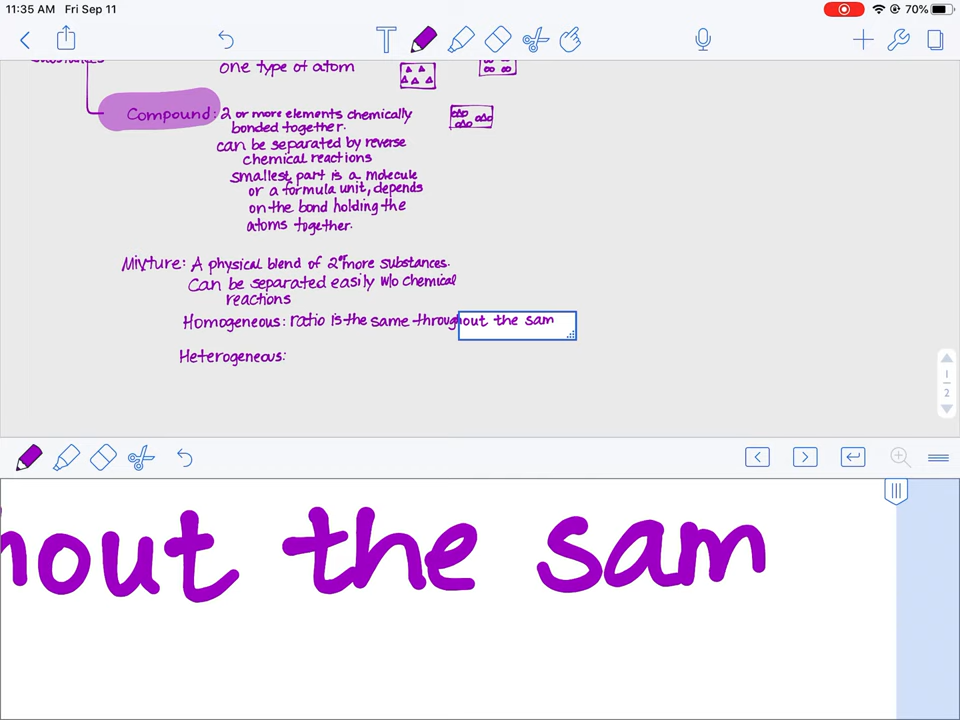 11:35 AM Fri Sep 11
70%
T
one type of atom
Compound: 2 or more elements chemically
bonded together.
can be separated by reverse
chemical reactions
smallest part is a molecule
or a formula unit, depends
on the bond holding the
atoms together.
Mixture: A physical blend of 2 or more substances.
Can be separated easily w/o chemical
reactions
Homogeneous: ratio is the same throughout the sam
Heterogeneous:
1
2
hout the sam